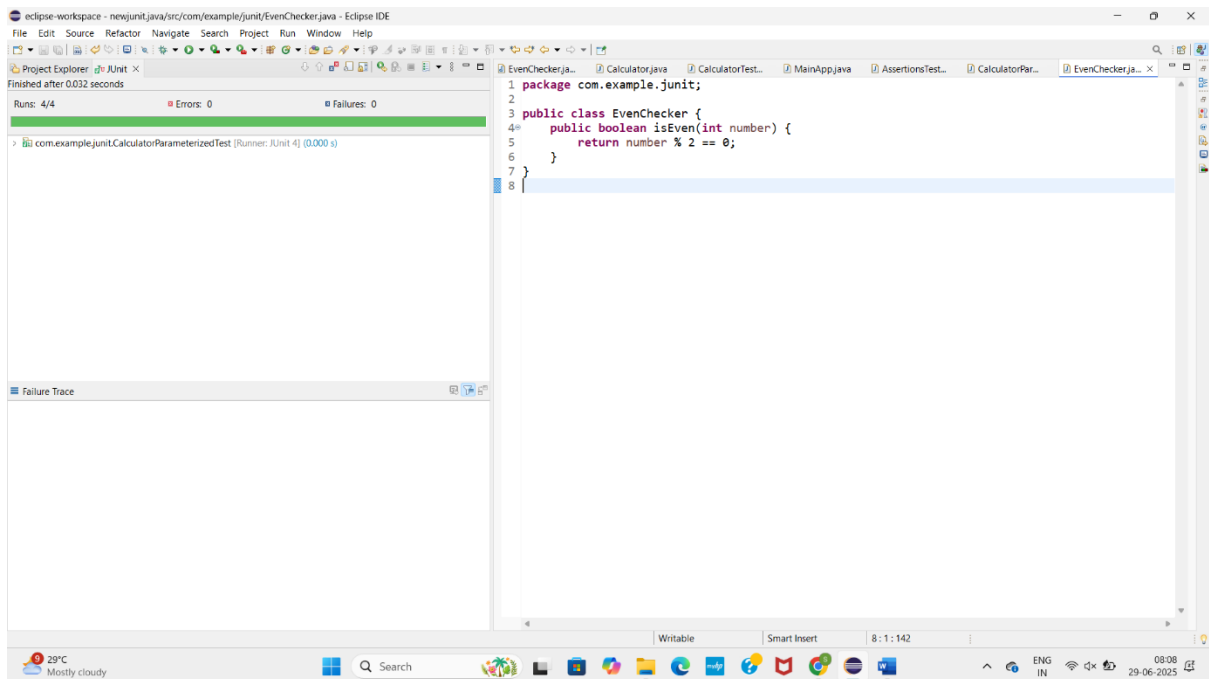 eclipse-workspace - newjunit.java/src/com/example/junit/EvenChecker.java - Eclipse IDE
File Edit Source Refactor Navigate Search Project Run Window Help
Project Explorer JUnit
Finished after 0.032 seconds
Runs: 4/4 Errors: 0 Failures: 0
com.example.junit.CalculatorParameterizedTest [Runner: JUnit 4] (0.000 s)
Failure Trace
EvenChecker.ja... Calculator.java CalculatorTest... MainApp.java AssertionsTest... CalculatorPar... EvenChecker.ja...
1 package com.example.junit;
2
3 public class EvenChecker {
4 public boolean isEven(int number) {
5 return number % 2 == 0;
6 }
7 }
8
Writable Smart Insert 8 : 1 : 142
9 29°C
Mostly cloudy
Search
ENG
IN
08:08
29-06-2025